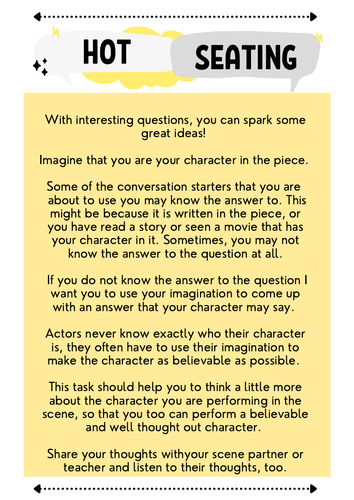 HOT
SEATING
With interesting questions, you can spark some
great ideas!
Imagine that you are your character in the piece.
Some of the conversation starters that you are
about to use you may know the answer to. This
might be because it is written in the piece, or
you have read a story or seen a movie that has
your character in it. Sometimes, you may not
know the answer to the question at all.
If you do not know the answer to the question I
want you to use your imagination to come up
with an answer that your character may say.
Actors never know exactly who their character
is, they often have to use their imagination to
make the character as believable as possible.
This task should help you to think a little more
about the character you are performing in the
scene, so that you too can perform a believable
and well thought out character.
Share your thoughts withyour scene partner or
teacher and listen to their thoughts, too.